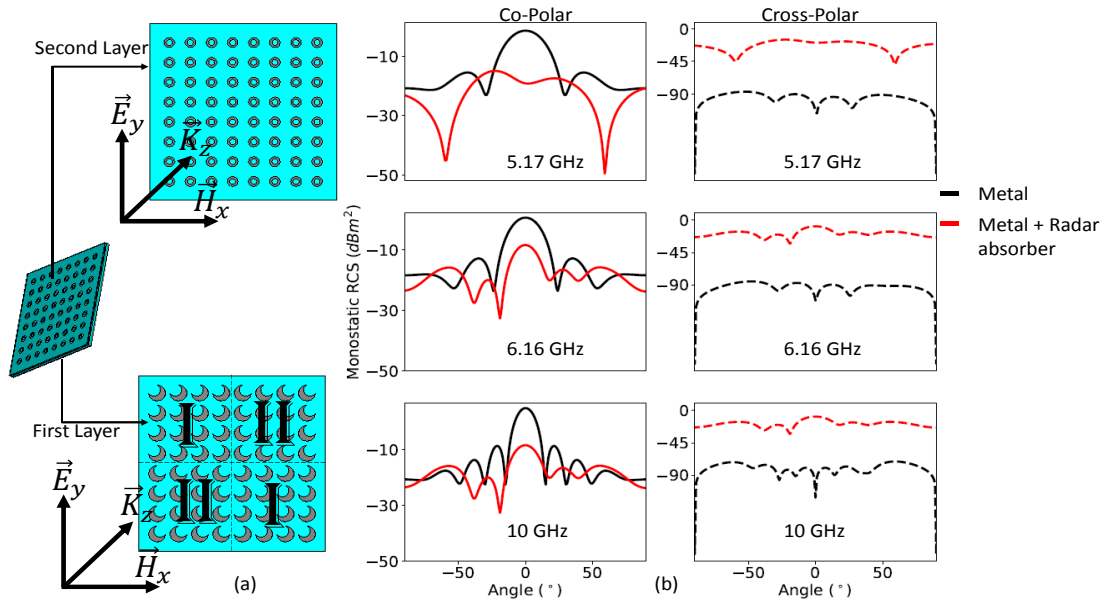 Second Layer
E⃗y
K⃗z
H⃗x
First Layer
I II
II I
E⃗y
K⃗z
H⃗x
(a)
Co-Polar
Cross-Polar
Monostatic RCS (dBm²)
−10
−30
−50
5.17 GHz
0
−45
−90
5.17 GHz
−10
−30
−50
6.16 GHz
0
−45
−90
6.16 GHz
−10
−30
−50
10 GHz
−50 0 50
Angle (°)
0
−45
−90
10 GHz
−50 0 50
Angle (°)
(b)
Metal
Metal + Radar
absorber